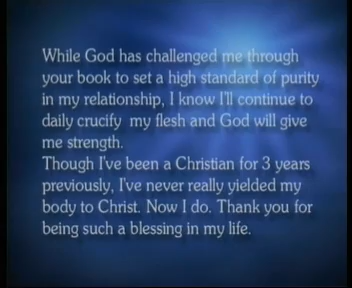 While God has challenged me through
your book to set a high standard of purity
in my relationship, I know I'll continue to
daily crucify my flesh and God will give
me strength.
Though I've been a Christian for 3 years
previously, I've never really yielded my
body to Christ. Now I do. Thank you for
being such a blessing in my life.